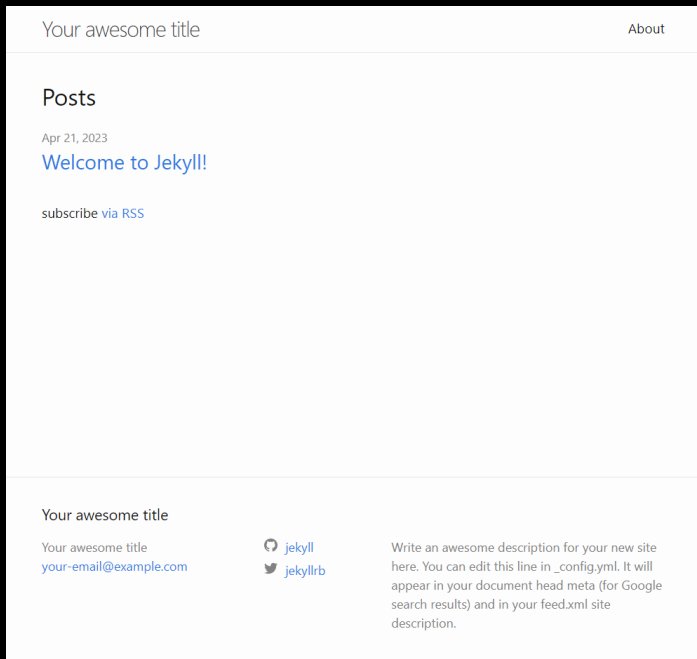 Your awesome title
About
Posts
Apr 21, 2023
Welcome to Jekyll!
subscribe via RSS
Your awesome title
Your awesome title
your-email@example.com
jekyll
jekyllrb
Write an awesome description for your new site
here. You can edit this line in _config.yml. It will
appear in your document head meta (for Google
search results) and in your feed.xml site
description.